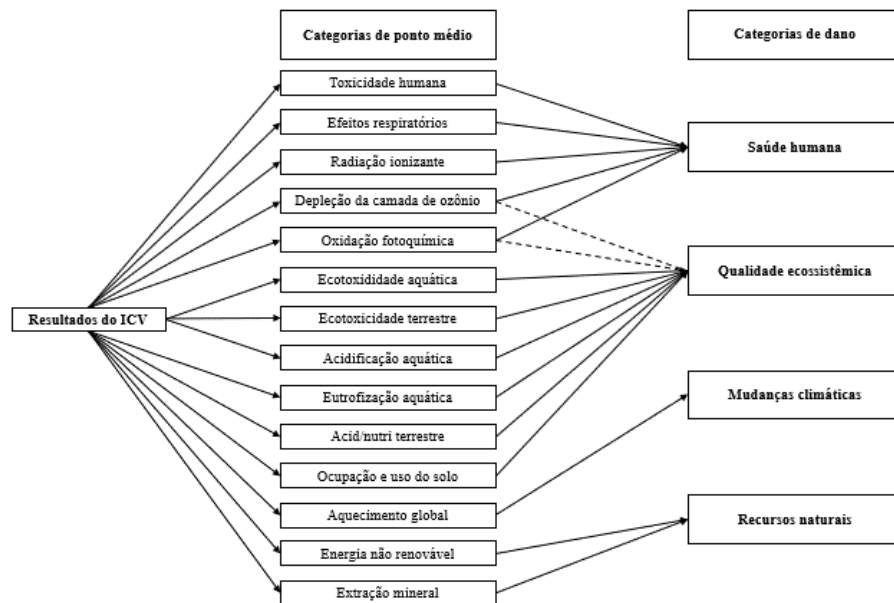 Categorias de ponto médio
Categorias de dano
Toxicidade humana
Efeitos respiratórios
Radiação ionizante
Depleção da camada de ozônio
Oxidação fotoquímica
Ecotoxididade aquática
Ecotoxicidade terrestre
Acidificação aquática
Eutrofização aquática
Acid/nutri terrestre
Ocupação e uso do solo
Aquecimento global
Energia não renovável
Extração mineral
Resultados do ICV
Saúde humana
Qualidade ecossistêmica
Mudanças climáticas
Recursos naturais